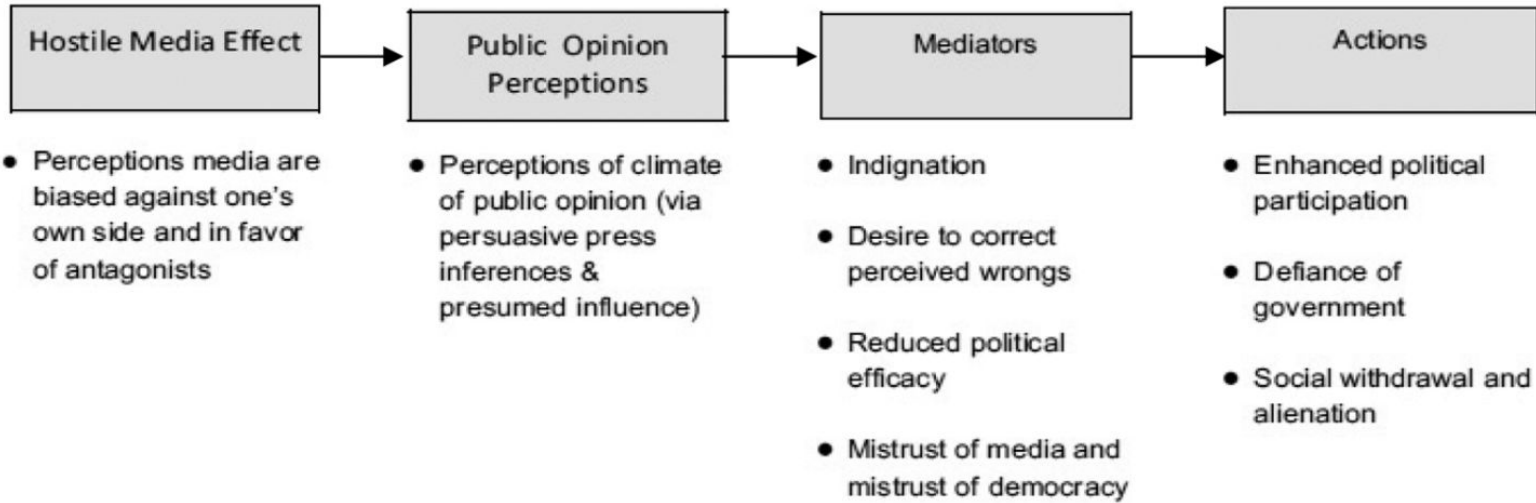 Hostile Media Effect
• Perceptions media are
biased against one's
own side and in favor
of antagonists
Public Opinion
Perceptions
• Perceptions of climate
of public opinion (via
persuasive press
inferences &
presumed influence)
Mediators
• Indignation
• Desire to correct
perceived wrongs
• Reduced political
efficacy
• Mistrust of media and
mistrust of democracy
Actions
• Enhanced political
participation
• Defiance of
government
• Social withdrawal and
alienation